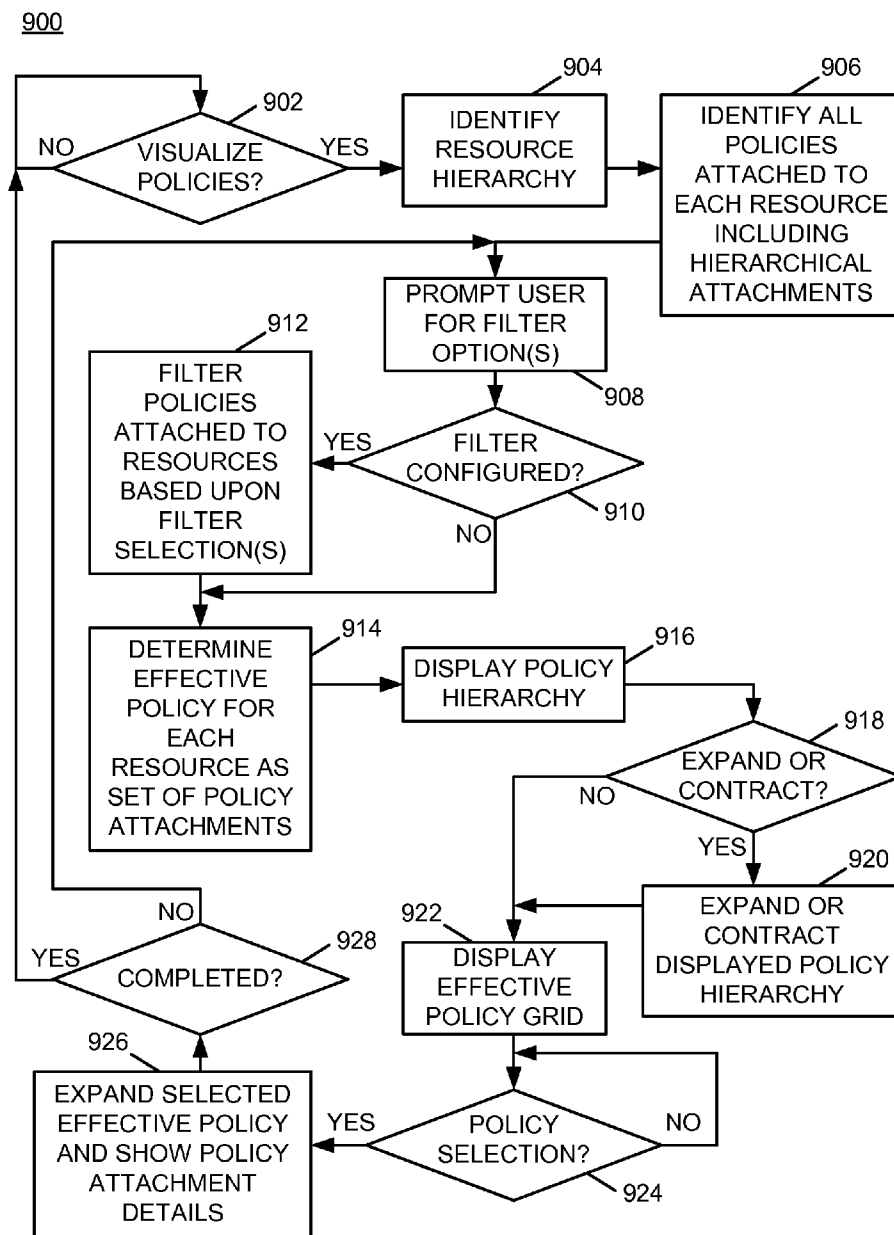 900
902
NO
VISUALIZE
POLICIES?
YES
904
IDENTIFY
RESOURCE
HIERARCHY
906
IDENTIFY ALL
POLICIES
ATTACHED TO
EACH RESOURCE
INCLUDING
HIERARCHICAL
ATTACHMENTS
PROMPT USER
FOR FILTER
OPTION(S)
908
FILTER
CONFIGURED?
910
YES
NO
912
FILTER
POLICIES
ATTACHED TO
RESOURCES
BASED UPON
FILTER
SELECTION(S)
914
DETERMINE
EFFECTIVE
POLICY FOR
EACH
RESOURCE AS
SET OF POLICY
ATTACHMENTS
916
DISPLAY POLICY
HIERARCHY
918
EXPAND OR
CONTRACT?
NO
YES
920
EXPAND OR
CONTRACT
DISPLAYED POLICY
HIERARCHY
922
DISPLAY
EFFECTIVE
POLICY GRID
POLICY
SELECTION?
924
NO
YES
926
EXPAND SELECTED
EFFECTIVE POLICY
AND SHOW POLICY
ATTACHMENT
DETAILS
928
COMPLETED?
NO
YES